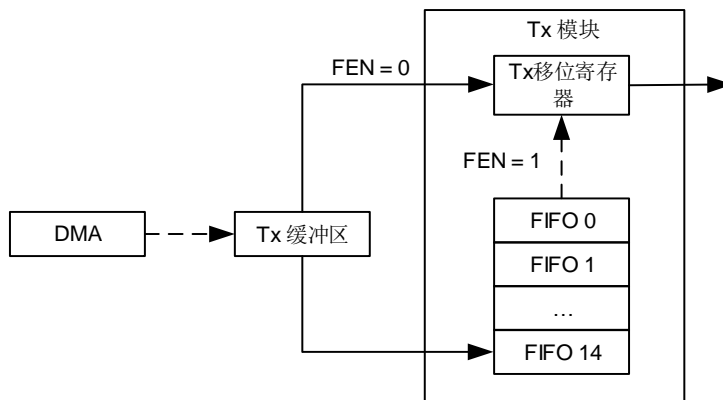 Tx 模块
FEN = 0
Tx移位寄存
器
FEN = 1
DMA
Tx 缓冲区
FIFO 0
FIFO 1
…
FIFO 14